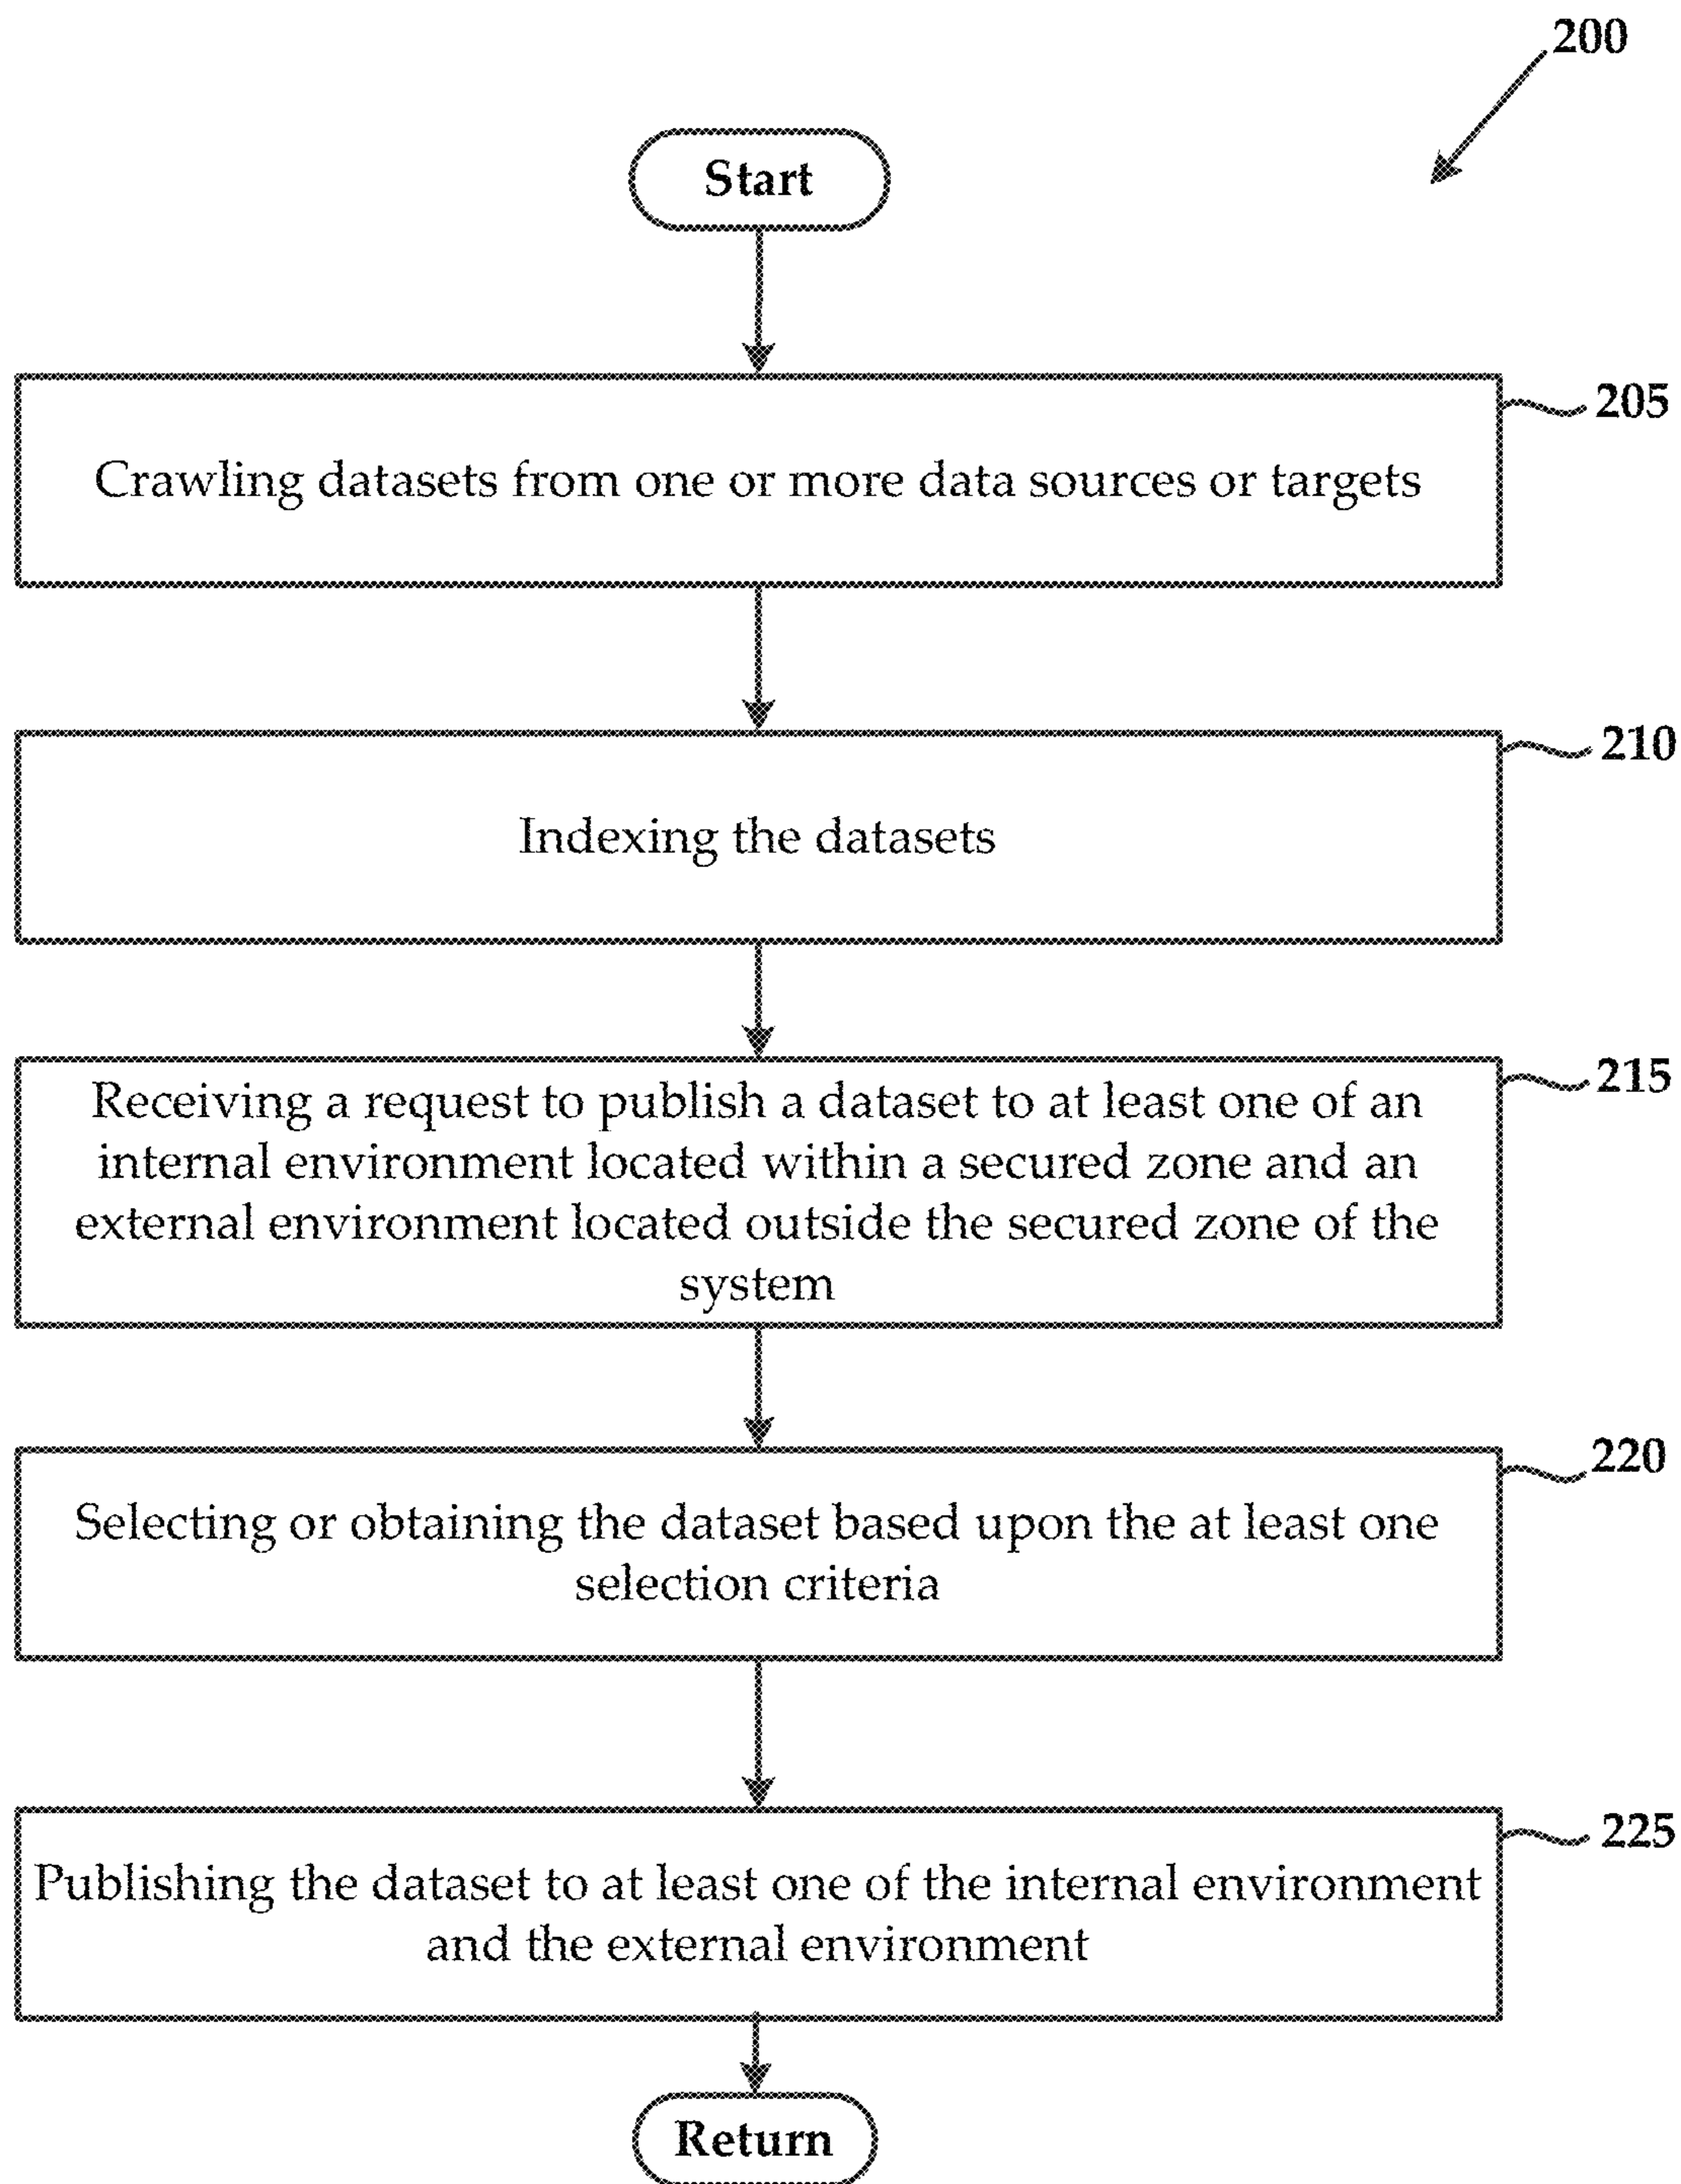 200
Start
205
Crawling datasets from one or more data sources or targets
210
Indexing the datasets
215
Receiving a request to publish a dataset to at least one of an
internal environment located within a secured zone and an
external environment located outside the secured zone of the
system
220
Selecting or obtaining the dataset based upon the at least one
selection criteria
225
Publishing the dataset to at least one of the internal environment
and the external environment
Return